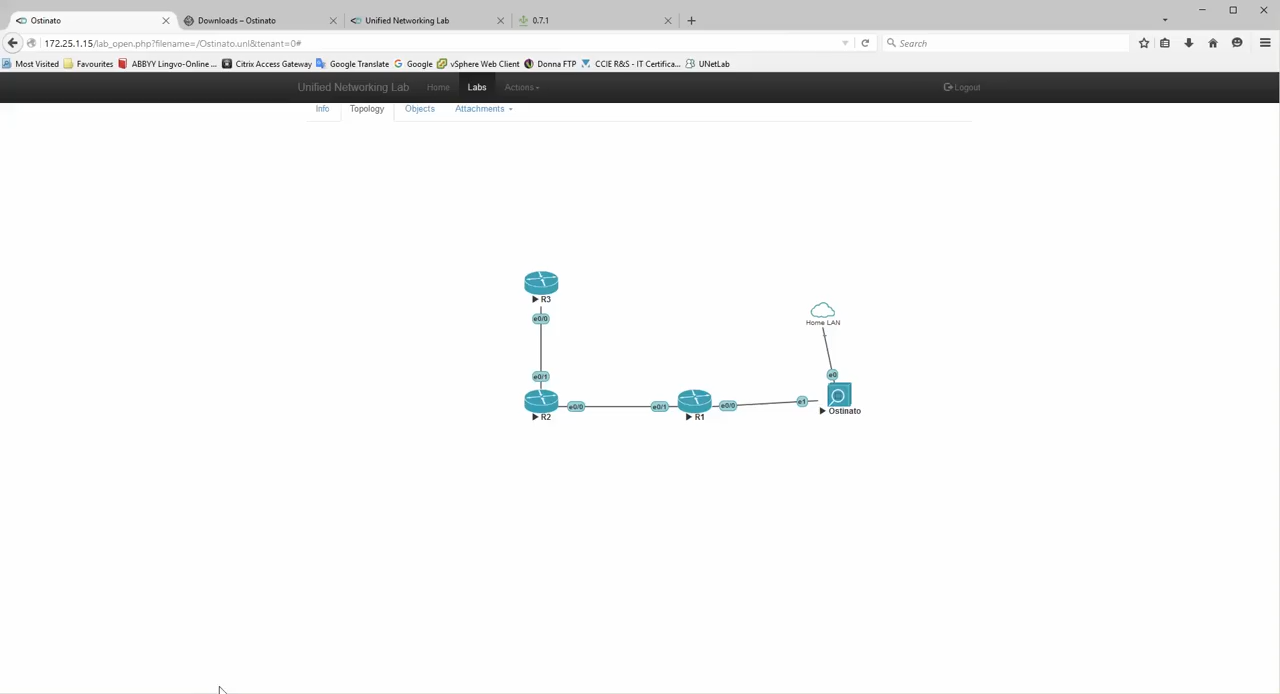 Ostinato
Downloads – Ostinato
Unified Networking Lab
0.7.1
172.25.1.15/lab_open.php?filename=/Ostinato.unl&tenant=0#
Search
Most Visited
Favourites
ABBYY Lingvo-Online ...
Citrix Access Gateway
Google Translate
Google
vSphere Web Client
Donna FTP
CCIE R&S - IT Certifica...
UNetLab
Unified Networking Lab
Home
Labs
Actions
Logout
Info
Topology
Objects
Attachments
R3
e0/0
Home LAN
e0/1
e0
R2
e0/0
e0/1
R1
e0/0
e1
Ostinato